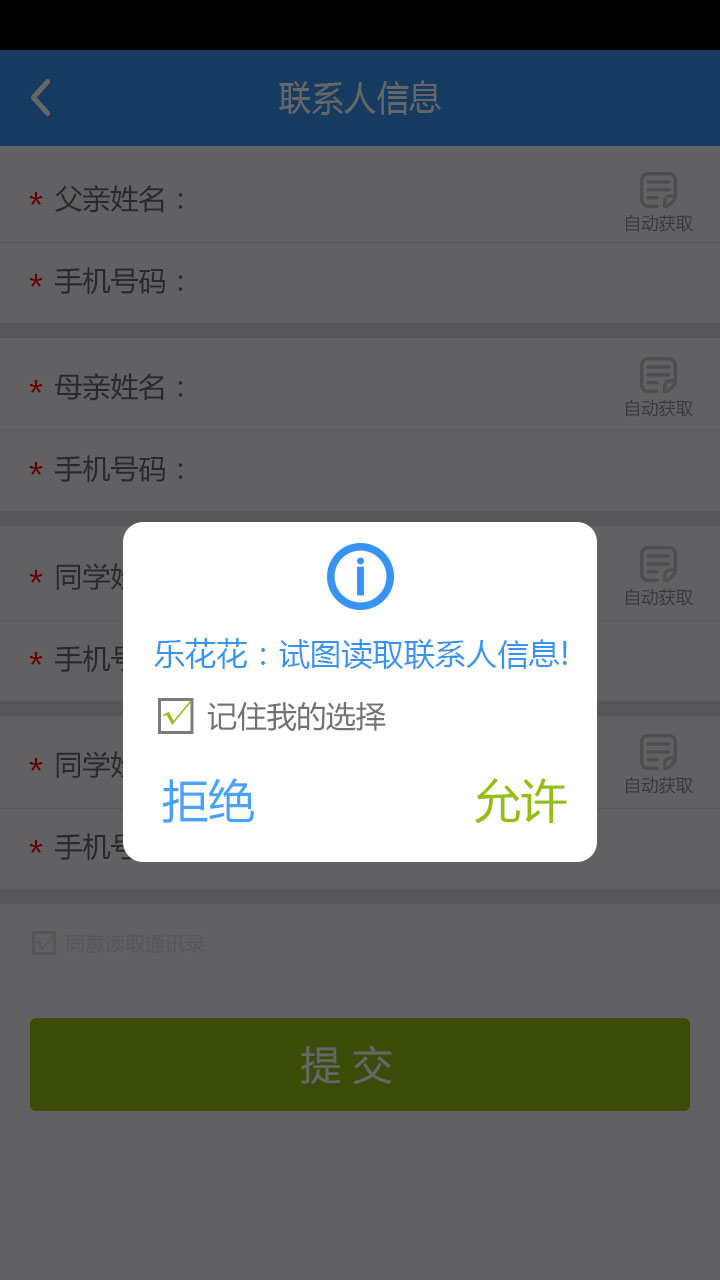 联系人信息
* 父亲姓名：
自动获取
* 手机号码：
* 母亲姓名：
自动获取
* 手机号码：
* 同学姓
自动获取
* 手机号
* 同学姓
自动获取
* 手机号
乐花花：试图读取联系人信息!
记住我的选择
拒绝
允许
同意读取通讯录
提 交